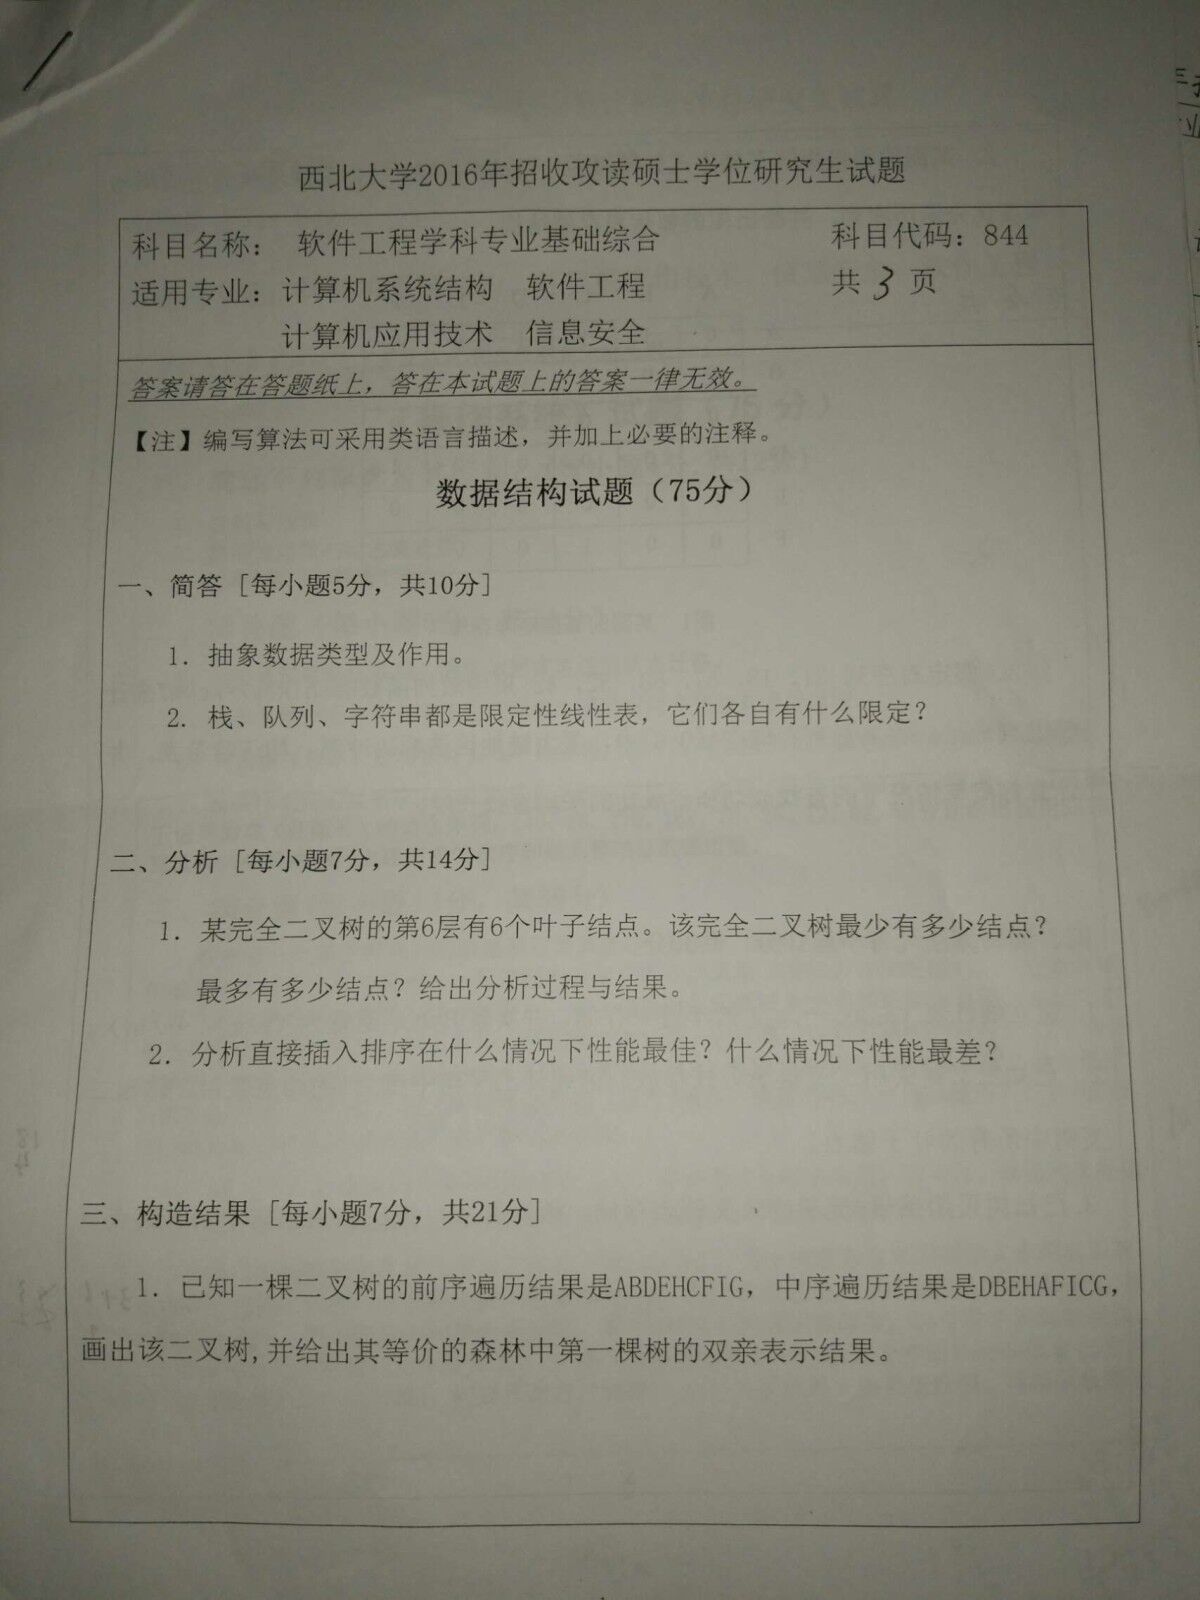 西北大学2016年招收攻读硕士学位研究生试题
科目名称: 软件工程学科专业基础综合 科目代码: 844
适用专业: 计算机系统结构 软件工程 共 3 页
计算机应用技术 信息安全
答案请答在答题纸上，答在本试题上的答案一律无效。
【注】编写算法可采用类语言描述，并加上必要的注释。
数据结构试题（75分）
一、简答 [每小题5分，共10分]
1. 抽象数据类型及作用。
2. 栈、队列、字符串都是限定性线性表，它们各自有什么限定？
二、分析 [每小题7分，共14分]
1. 某完全二叉树的第6层有6个叶子结点。该完全二叉树最少有多少结点？
最多有多少结点？给出分析过程与结果。
2. 分析直接插入排序在什么情况下性能最佳？什么情况下性能最差？
三、构造结果 [每小题7分，共21分]
1. 已知一棵二叉树的前序遍历结果是ABDEHCFIG，中序遍历结果是DBEHAFICG，
画出该二叉树,并给出其等价的森林中第一棵树的双亲表示结果。